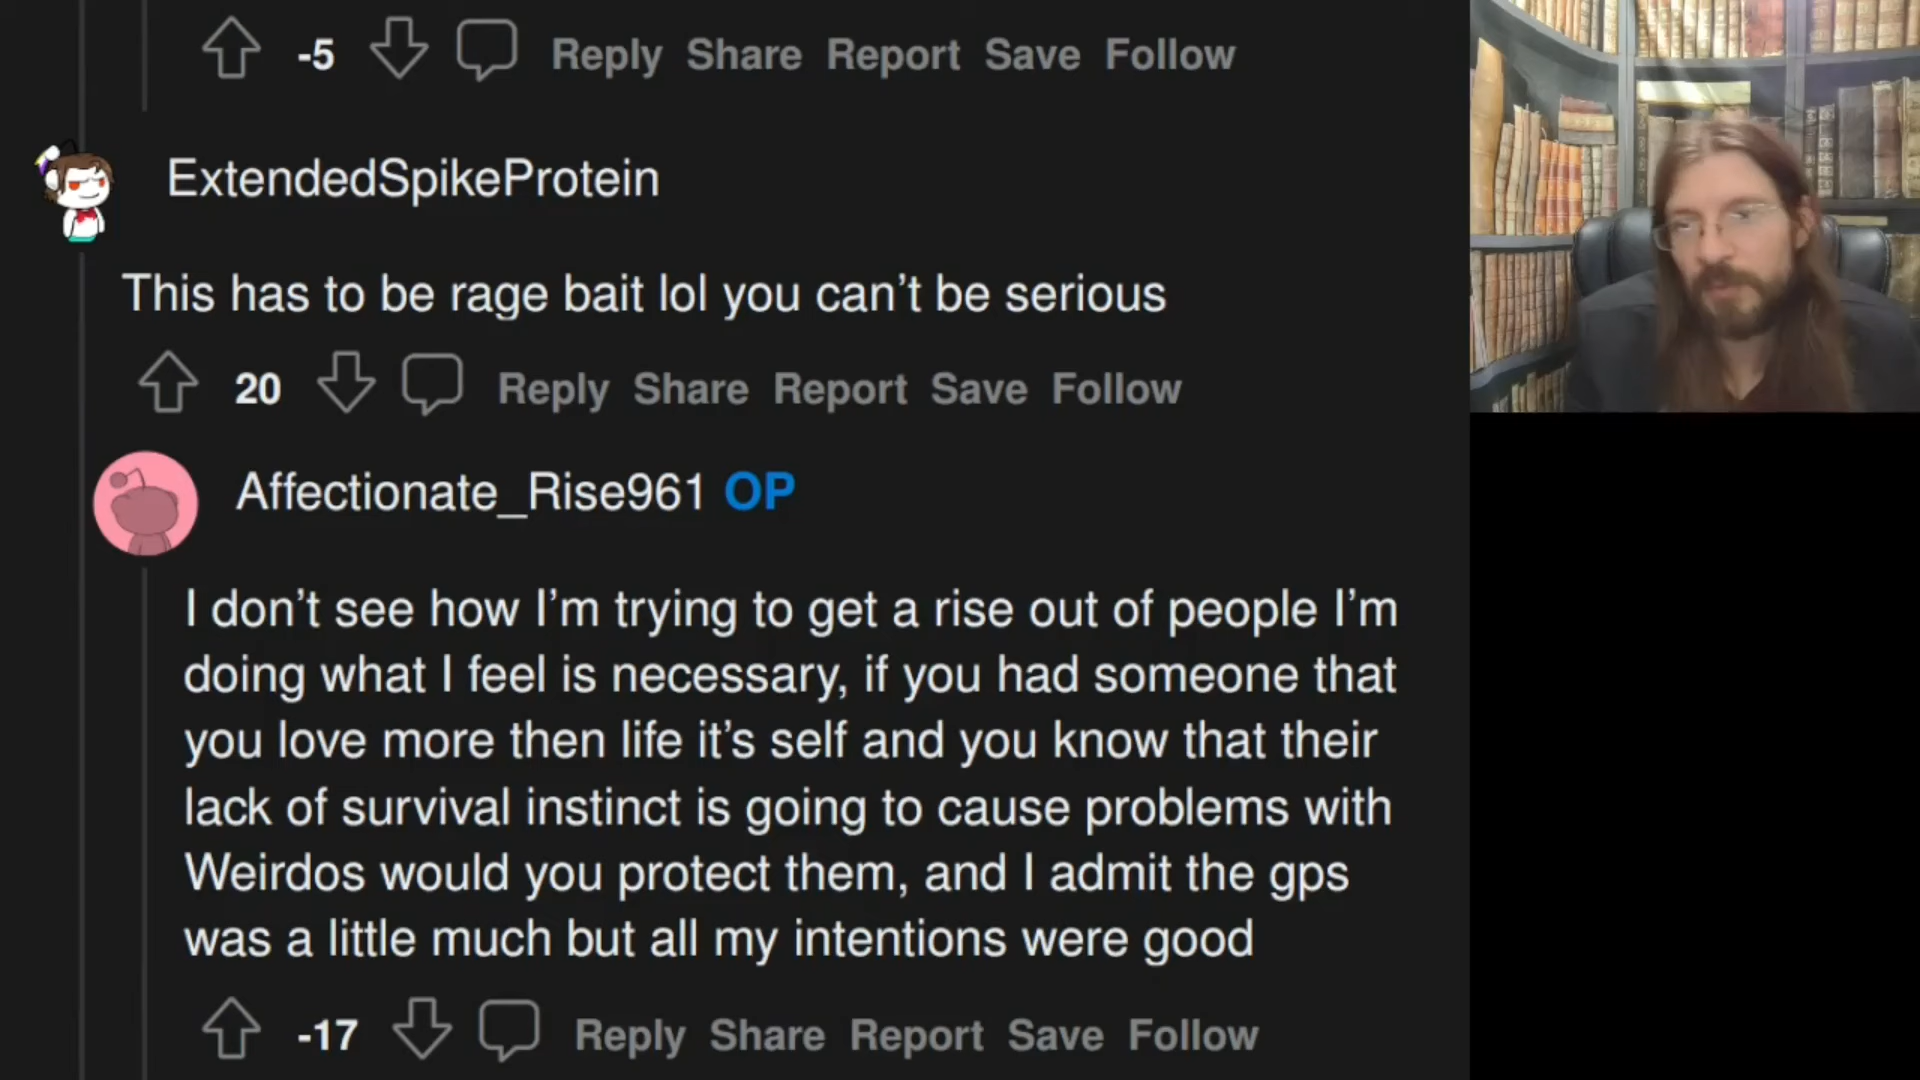 -5 Reply Share Report Save Follow
ExtendedSpikeProtein
This has to be rage bait lol you can't be serious
20 Reply Share Report Save Follow
Affectionate_Rise961 OP
I don't see how I'm trying to get a rise out of people I'm
doing what I feel is necessary, if you had someone that
you love more then life it's self and you know that their
lack of survival instinct is going to cause problems with
Weirdos would you protect them, and I admit the gps
was a little much but all my intentions were good
-17 Reply Share Report Save Follow